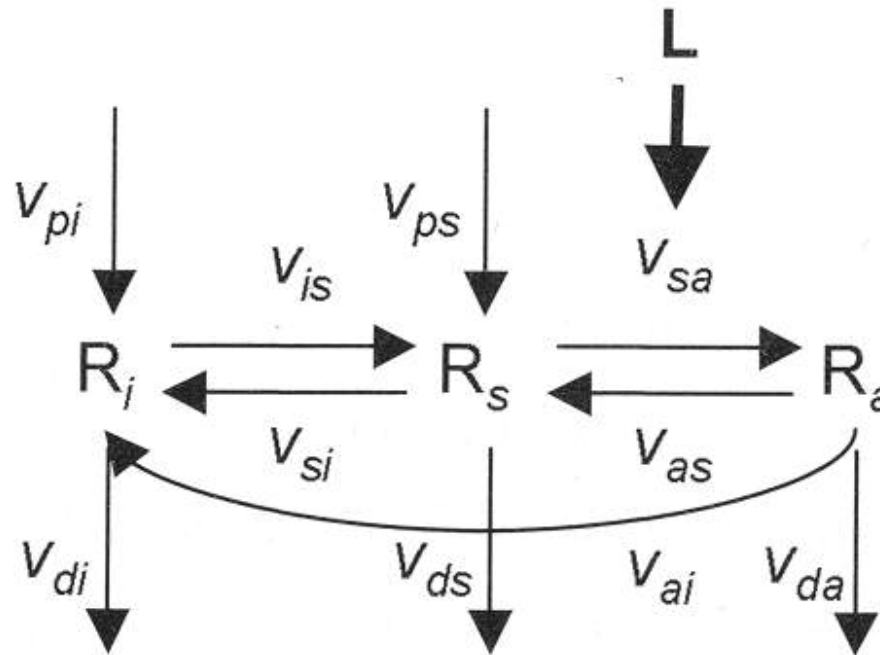 L
v_pi v_ps
v_is v_sa
R_i R_s R_a
v_si v_as
v_di v_ds v_ai v_da